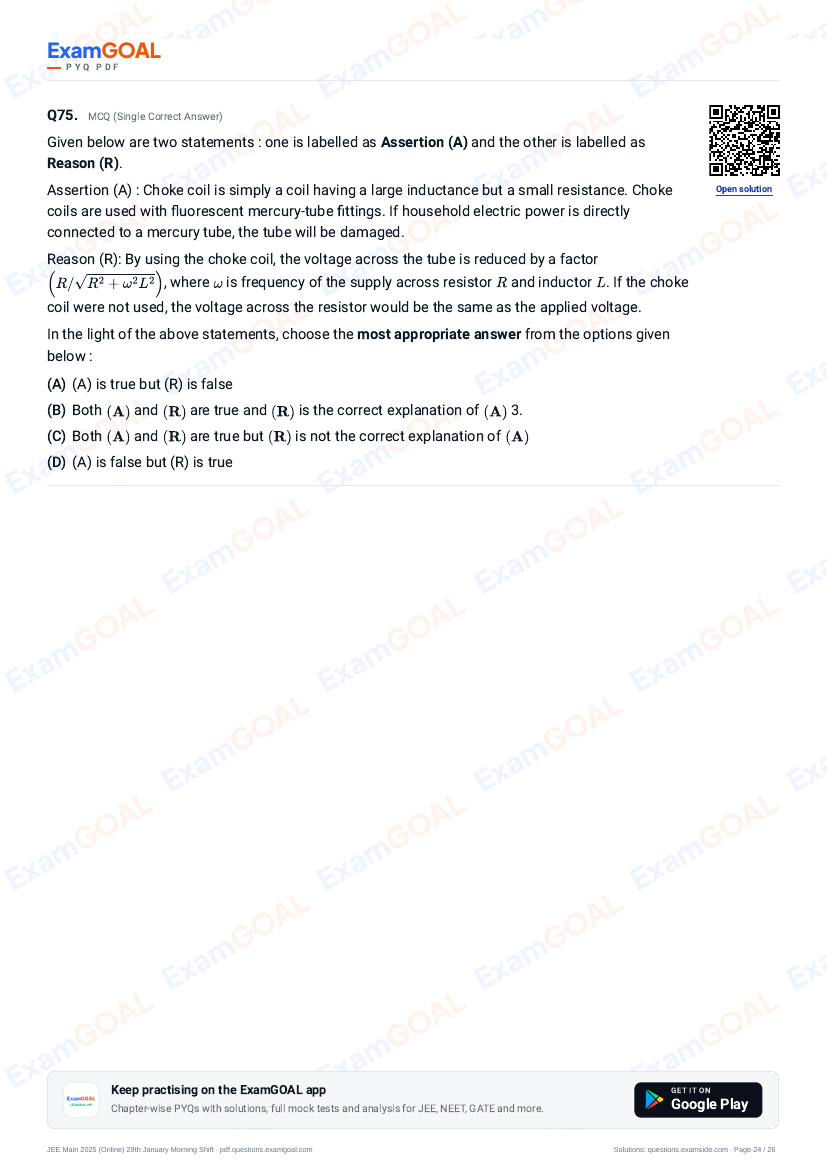 ExamGOAL
PYQ PDF
Q75. MCQ (Single Correct Answer)
Given below are two statements : one is labelled as Assertion (A) and the other is labelled as
Reason (R).
Open solution
Assertion (A) : Choke coil is simply a coil having a large inductance but a small resistance. Choke
coils are used with fluorescent mercury-tube fittings. If household electric power is directly
connected to a mercury tube, the tube will be damaged.
Reason (R): By using the choke coil, the voltage across the tube is reduced by a factor
(R/√(R² + ω²L²)), where ω is frequency of the supply across resistor R and inductor L. If the choke
coil were not used, the voltage across the resistor would be the same as the applied voltage.
In the light of the above statements, choose the most appropriate answer from the options given
below :
(A) (A) is true but (R) is false
(B) Both (A) and (R) are true and (R) is the correct explanation of (A) 3.
(C) Both (A) and (R) are true but (R) is not the correct explanation of (A)
(D) (A) is false but (R) is true
Keep practising on the ExamGOAL app
Chapter-wise PYQs with solutions, full mock tests and analysis for JEE, NEET, GATE and more.
GET IT ON
Google Play
JEE Main 2025 (Online) 29th January Morning Shift · pdf.questions.examgoal.com
Solutions: questions.examside.com · Page 24 / 26